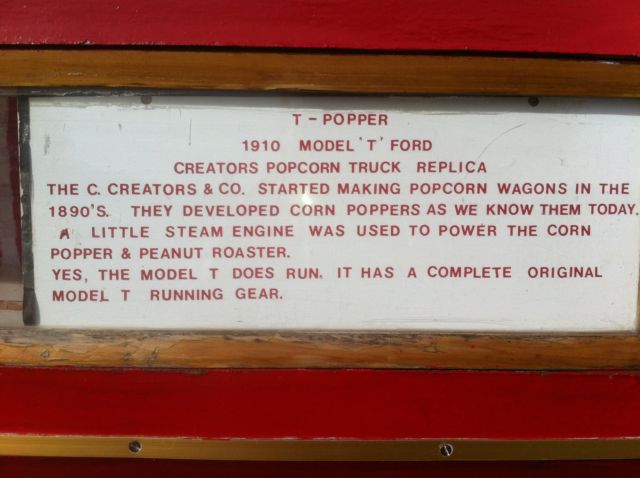 T - POPPER
1910 MODEL 'T' FORD
CREATORS POPCORN TRUCK REPLICA
THE C. CREATORS & CO. STARTED MAKING POPCORN WAGONS IN THE
1890'S. THEY DEVELOPED CORN POPPERS AS WE KNOW THEM TODAY.
A LITTLE STEAM ENGINE WAS USED TO POWER THE CORN
POPPER & PEANUT ROASTER.
YES, THE MODEL T DOES RUN. IT HAS A COMPLETE ORIGINAL
MODEL T RUNNING GEAR.